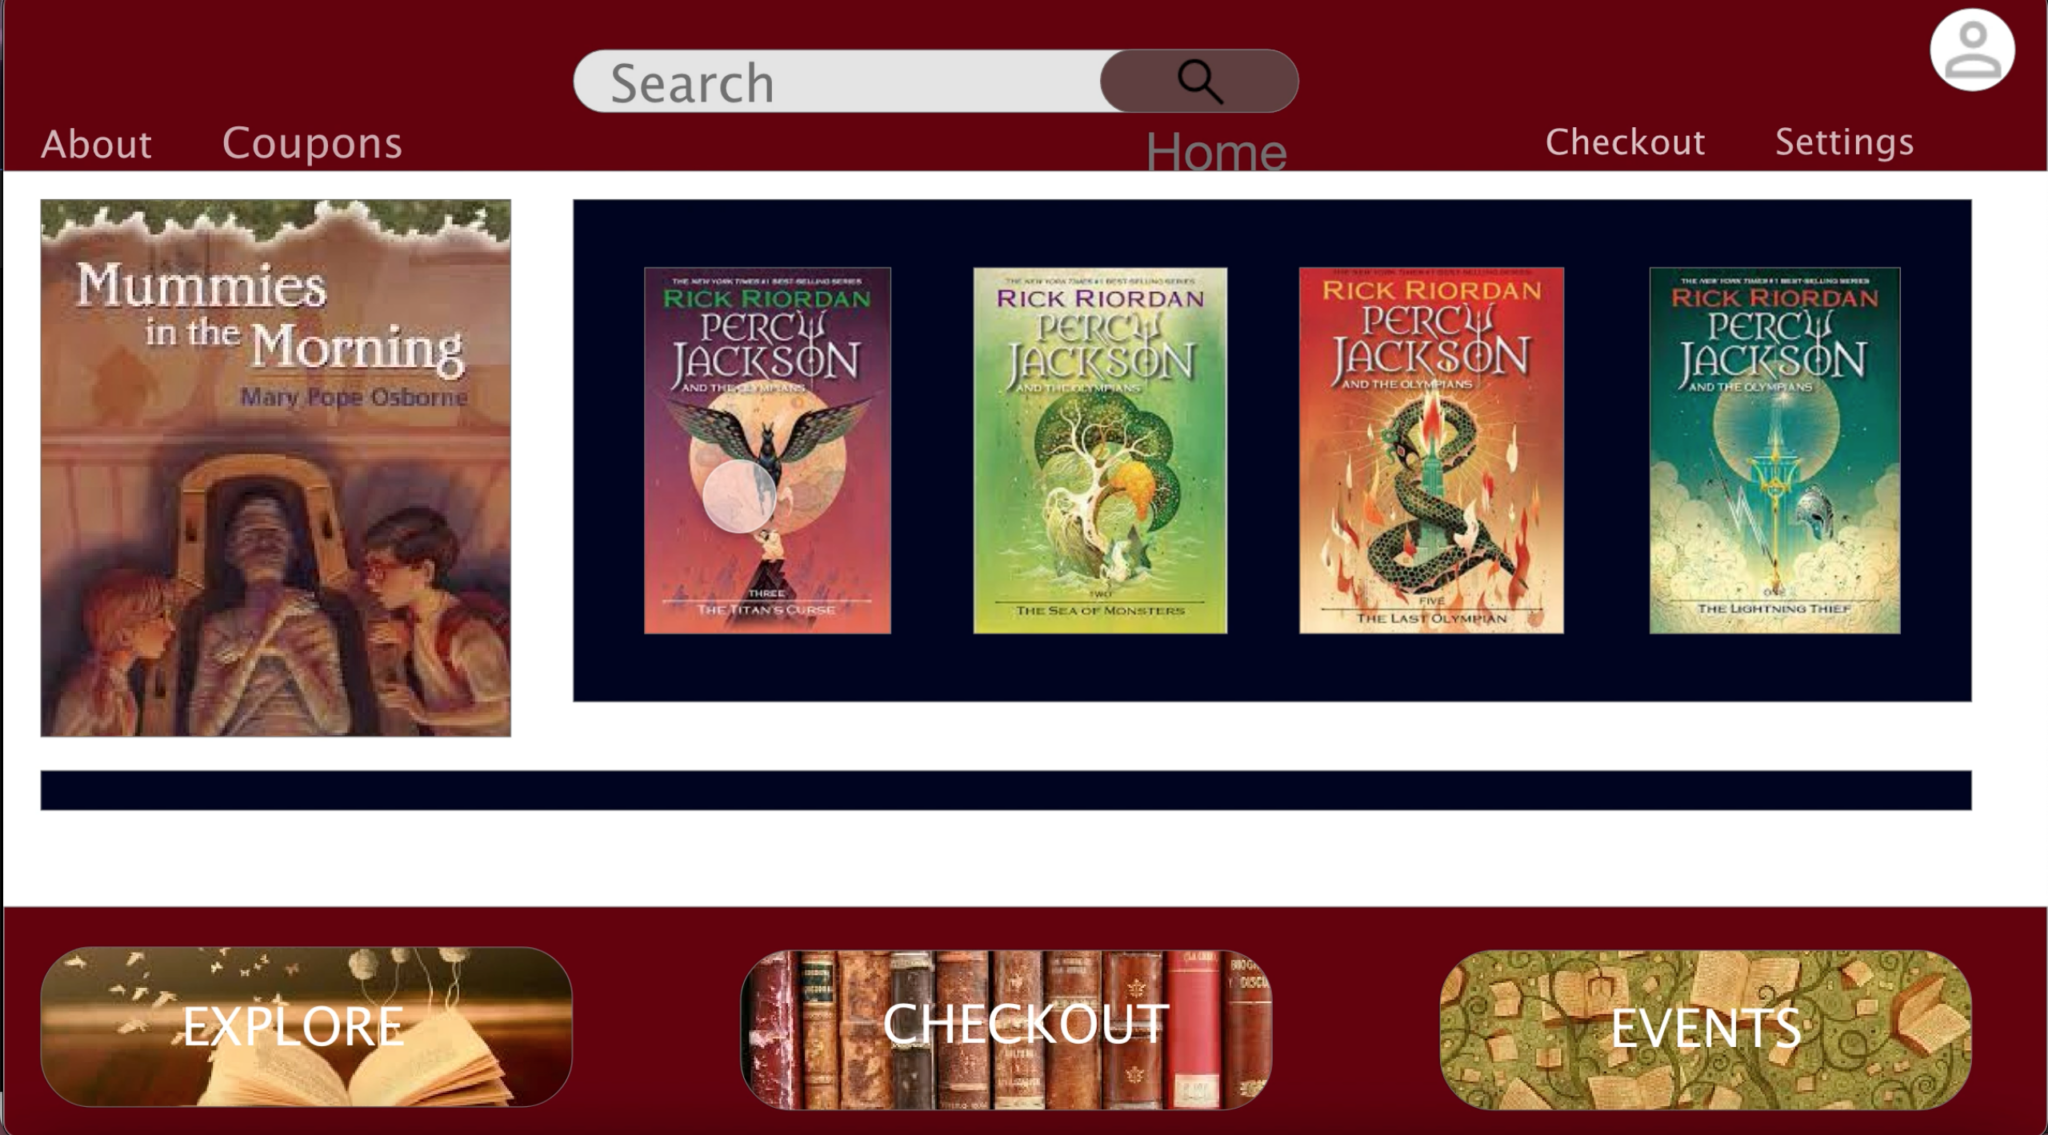 Search
About
Coupons
Home
Checkout
Settings
Mummies
in the
Morning
Mary Pope Osborne
THE NEW YORK TIMES #1 BEST-SELLING SERIES
RICK RIORDAN
PERCY
JACKSON
AND THE OLYMPIANS
THREE
THE TITAN'S CURSE
THE NEW YORK TIMES #1 BEST-SELLING SERIES
RICK RIORDAN
PERCY
JACKSON
AND THE OLYMPIANS
TWO
THE SEA OF MONSTERS
THE NEW YORK TIMES #1 BEST-SELLING SERIES
RICK RIORDAN
PERCY
JACKSON
AND THE OLYMPIANS
FIVE
THE LAST OLYMPIAN
THE NEW YORK TIMES #1 BEST-SELLING SERIES
RICK RIORDAN
PERCY
JACKSON
AND THE OLYMPIANS
ONE
THE LIGHTNING THIEF
EXPLORE
CHECKOUT
EVENTS